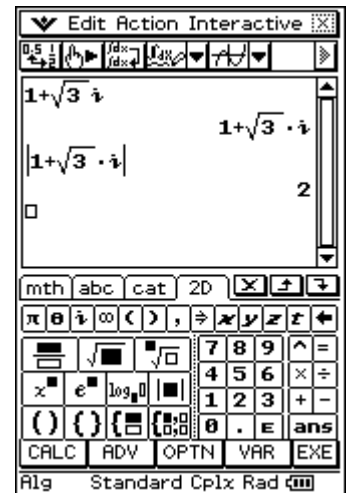 Edit Action Interactive
1+√3 i
1+√3 · i
|1+√3 · i|
2
mth abc cat 2D
π θ i ∞ ( ) , ⇒ x y z t ←
√■ ■√□ 7 8 9 ^ =
x■ e■ log■□ |■| 4 5 6 × ÷
1 2 3 + -
() {} {■ 0 . E ans
CALC ADV OPTN VAR EXE
Alg Standard Cplx Rad